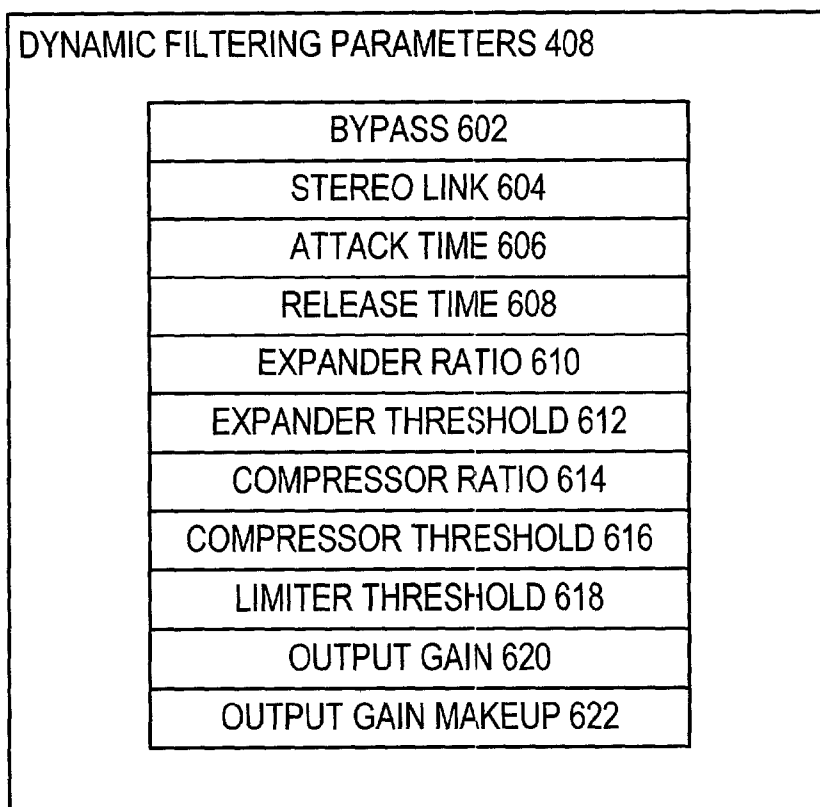 DYNAMIC FILTERING PARAMETERS 408
BYPASS 602
STEREO LINK 604
ATTACK TIME 606
RELEASE TIME 608
EXPANDER RATIO 610
EXPANDER THRESHOLD 612
COMPRESSOR RATIO 614
COMPRESSOR THRESHOLD 616
LIMITER THRESHOLD 618
OUTPUT GAIN 620
OUTPUT GAIN MAKEUP 622